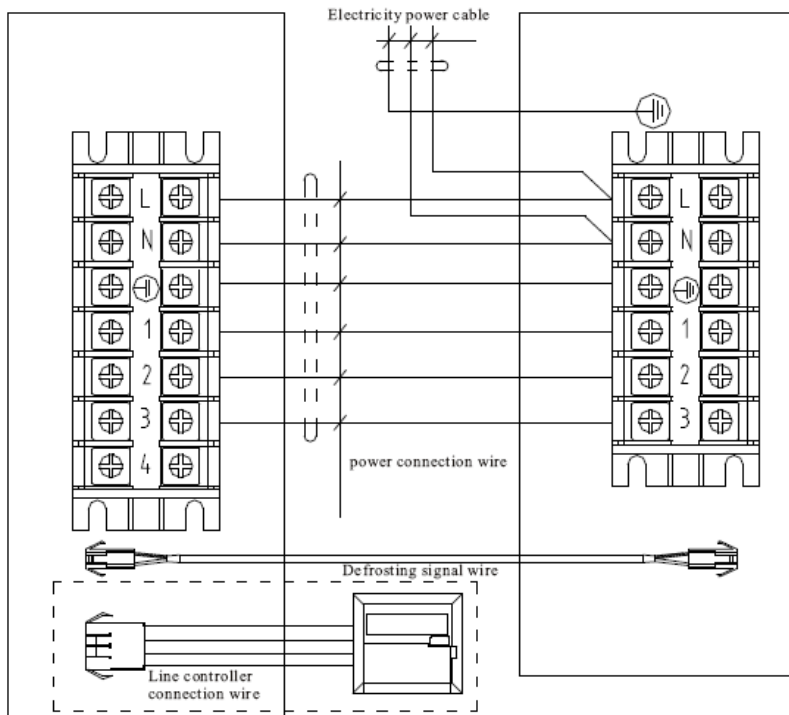 Electricity power cable
L
N
1
2
3
4
L
N
1
2
3
power connection wire
Defrosting signal wire
Line controller
connection wire